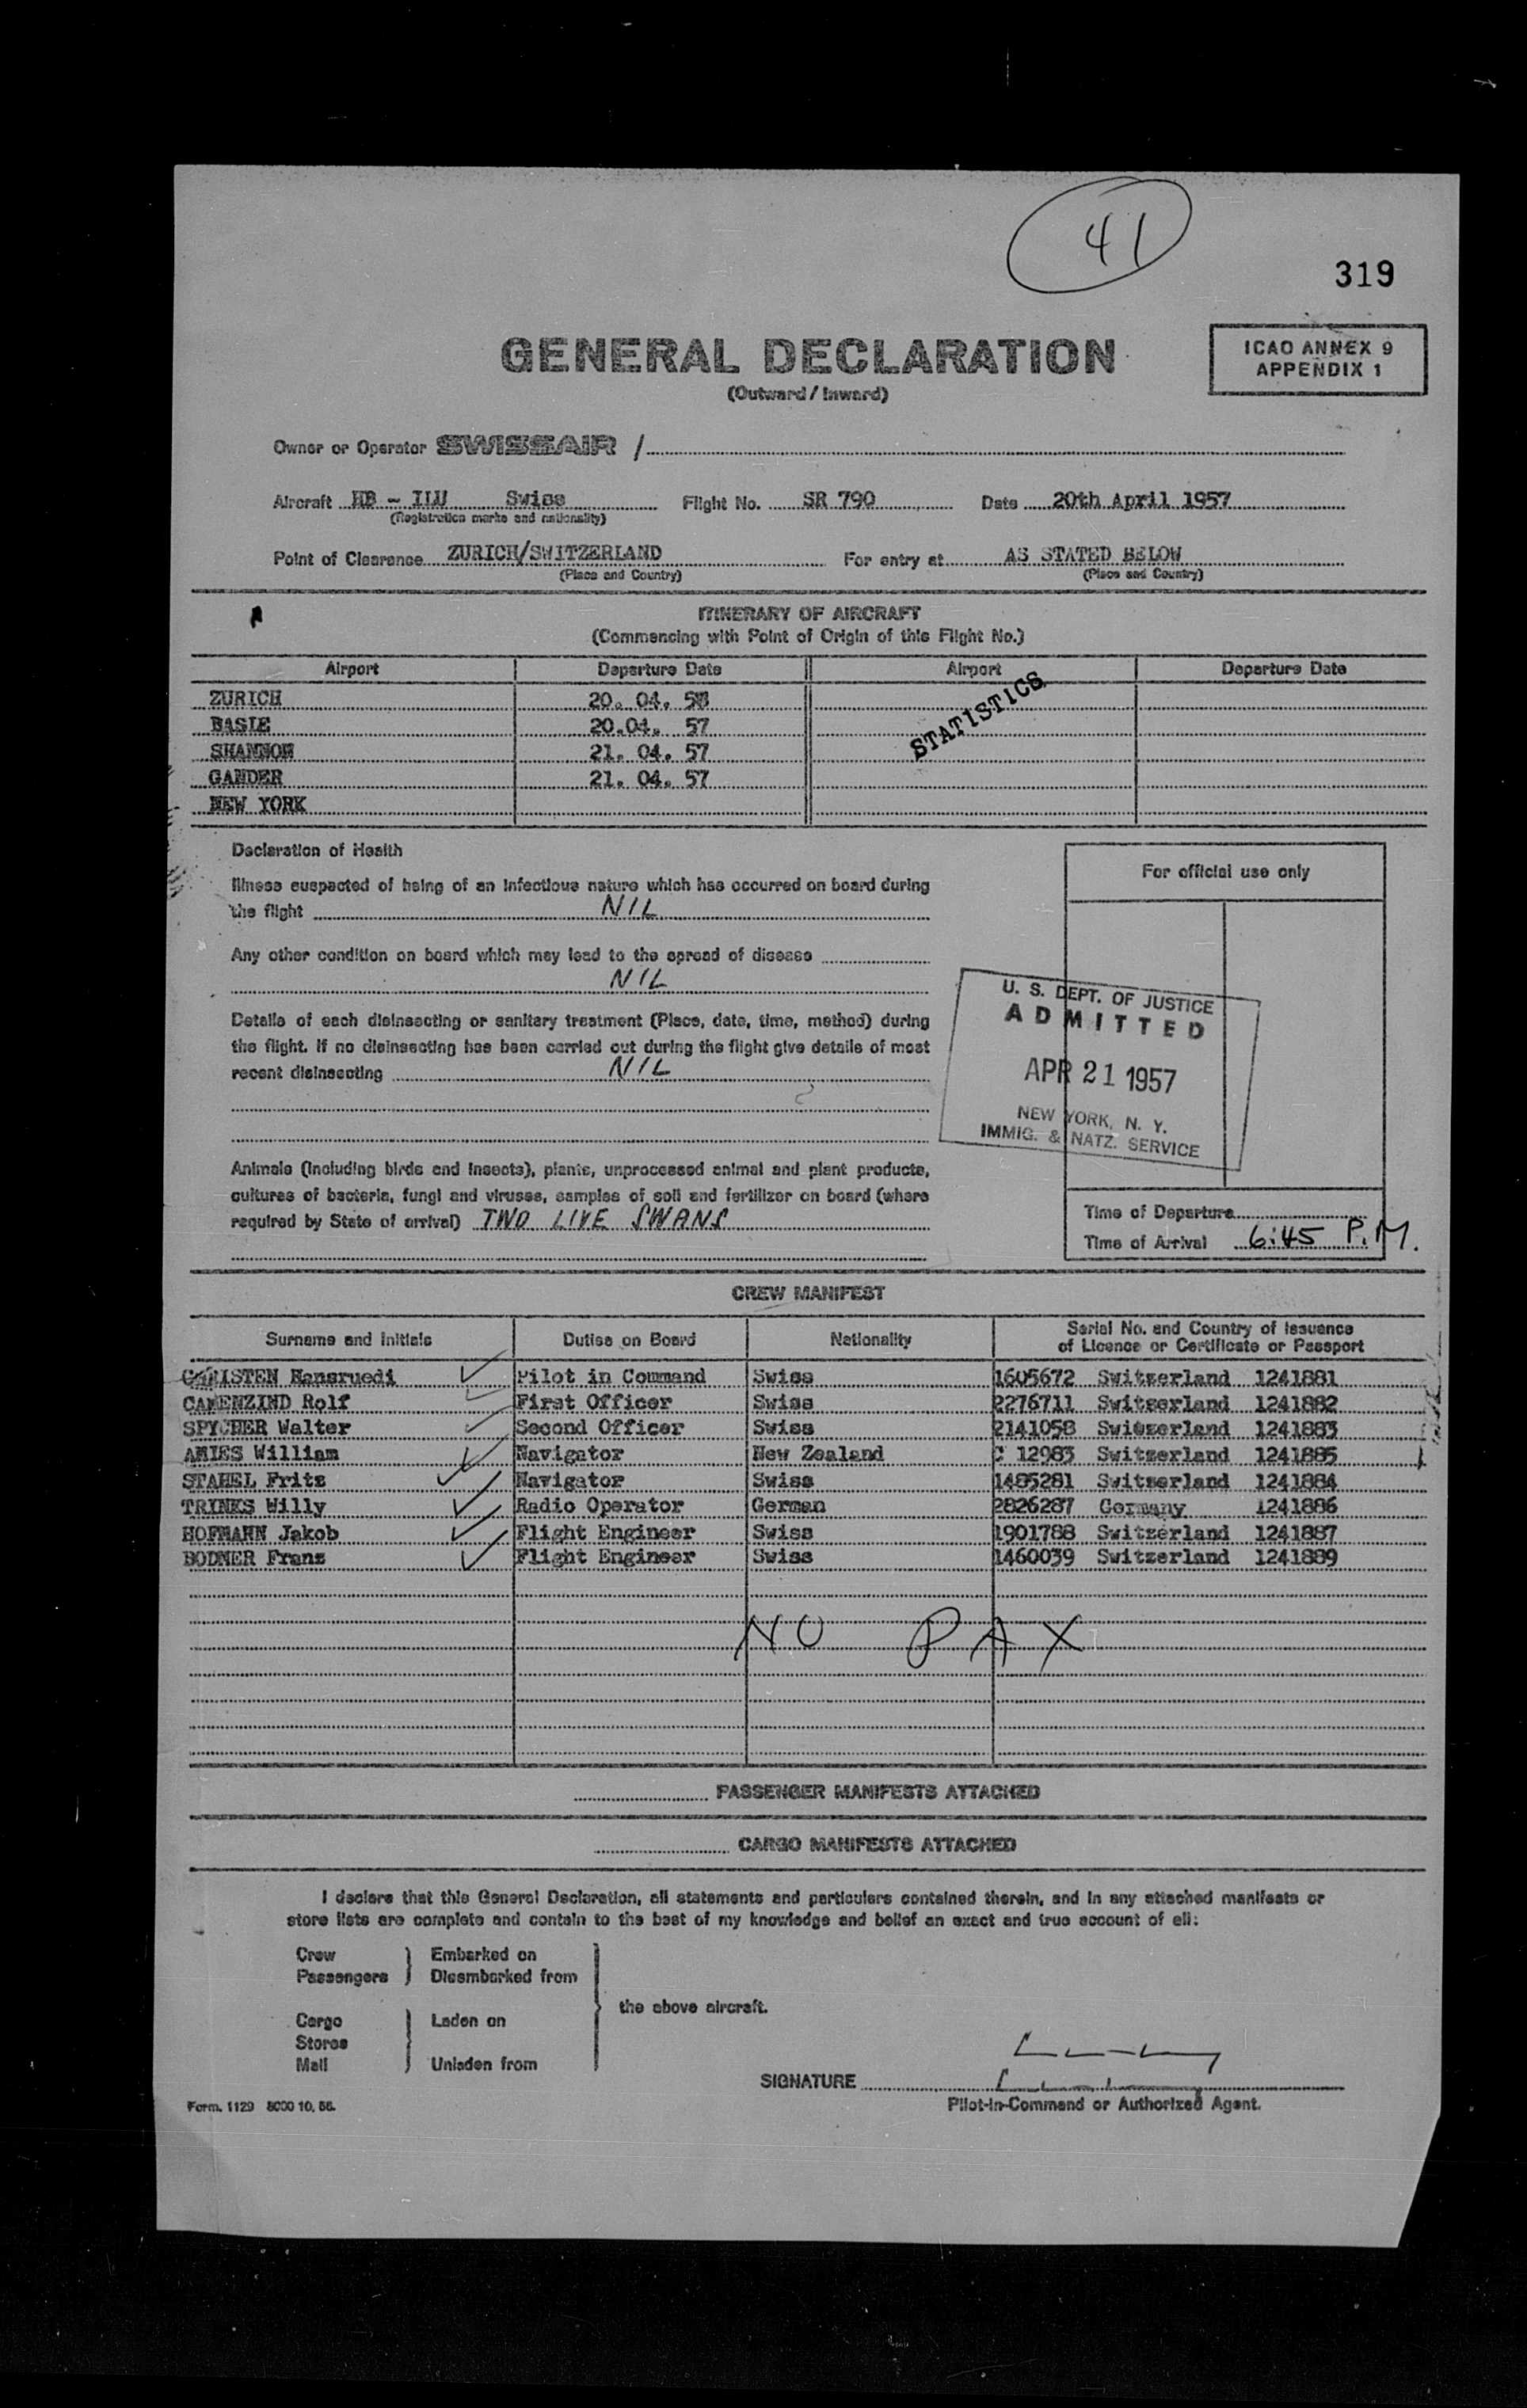 41
319
GENERAL DECLARATION
(Outward / Inward)
ICAO ANNEX 9
APPENDIX 1
Owner or Operator SWISSAIR /
Aircraft HB - ILU Swiss Flight No. SR 790 Date 20th April 1957
(Registration marks and nationality)
Point of Clearance ZURICH/SWITZERLAND For entry at AS STATED BELOW
(Place and Country) (Place and Country)
ITINERARY OF AIRCRAFT
(Commencing with Point of Origin of this Flight No.)
Airport Departure Date Airport Departure Date
ZURICH 20. 04.
BASLE 20.04. 57
SHANNON 21. 04. 57
GANDER 21. 04. 57
NEW YORK
STATISTICS
Declaration of Health
Illness suspected of being of an infectious nature which has occurred on board during
the flight NIL
Any other condition on board which may lead to the spread of disease
NIL
Details of each disinsecting or sanitary treatment (Place, date, time, method) during
the flight. If no disinsecting has been carried out during the flight give details of most
recent disinsecting NIL
Animals (including birds and insects), plants, unprocessed animal and plant products,
cultures of bacteria, fungi and viruses, samples of soil and fertilizer on board (where
required by State of arrival) TWO LIVE SWANS
For official use only
U. S. DEPT. OF JUSTICE
ADMITTED
APR 21 1957
NEW YORK, N. Y.
IMMIG. & NATZ. SERVICE
Time of Departure
Time of Arrival 6:45 P.M.
CREW MANIFEST
Surname and Initials Duties on Board Nationality Serial No. and Country of Issuance
of Licence or Certificate or Passport
CHRISTEN Hansruedi Pilot in Command Swiss 1605672 Switzerland 1241881
CAMENZIND Rolf First Officer Swiss 2276711 Switzerland 1241882
SPYCHER Walter Second Officer Swiss 2141058 Switzerland 1241883
AMIES William Navigator New Zealand C 12983 Switzerland 1241885
STAHEL Fritz Navigator Swiss 1485281 Switzerland 1241884
TRINKS Willy Radio Operator German 2826287 Germany 1241886
HOFMANN Jakob Flight Engineer Swiss 1901788 Switzerland 1241887
BODMER Franz Flight Engineer Swiss 1460039 Switzerland 1241889
NO PAX
PASSENGER MANIFESTS ATTACHED
CARGO MANIFESTS ATTACHED
I declare that this General Declaration, all statements and particulars contained therein, and in any attached manifests or
store lists are complete and contain to the best of my knowledge and belief an exact and true account of all:
Crew Embarked on
Passengers Disembarked from
the above aircraft.
Cargo Laden on
Stores
Mail Unladen from
SIGNATURE
Pilot-in-Command or Authorized Agent.
Form. 1129 8000 10. 56.